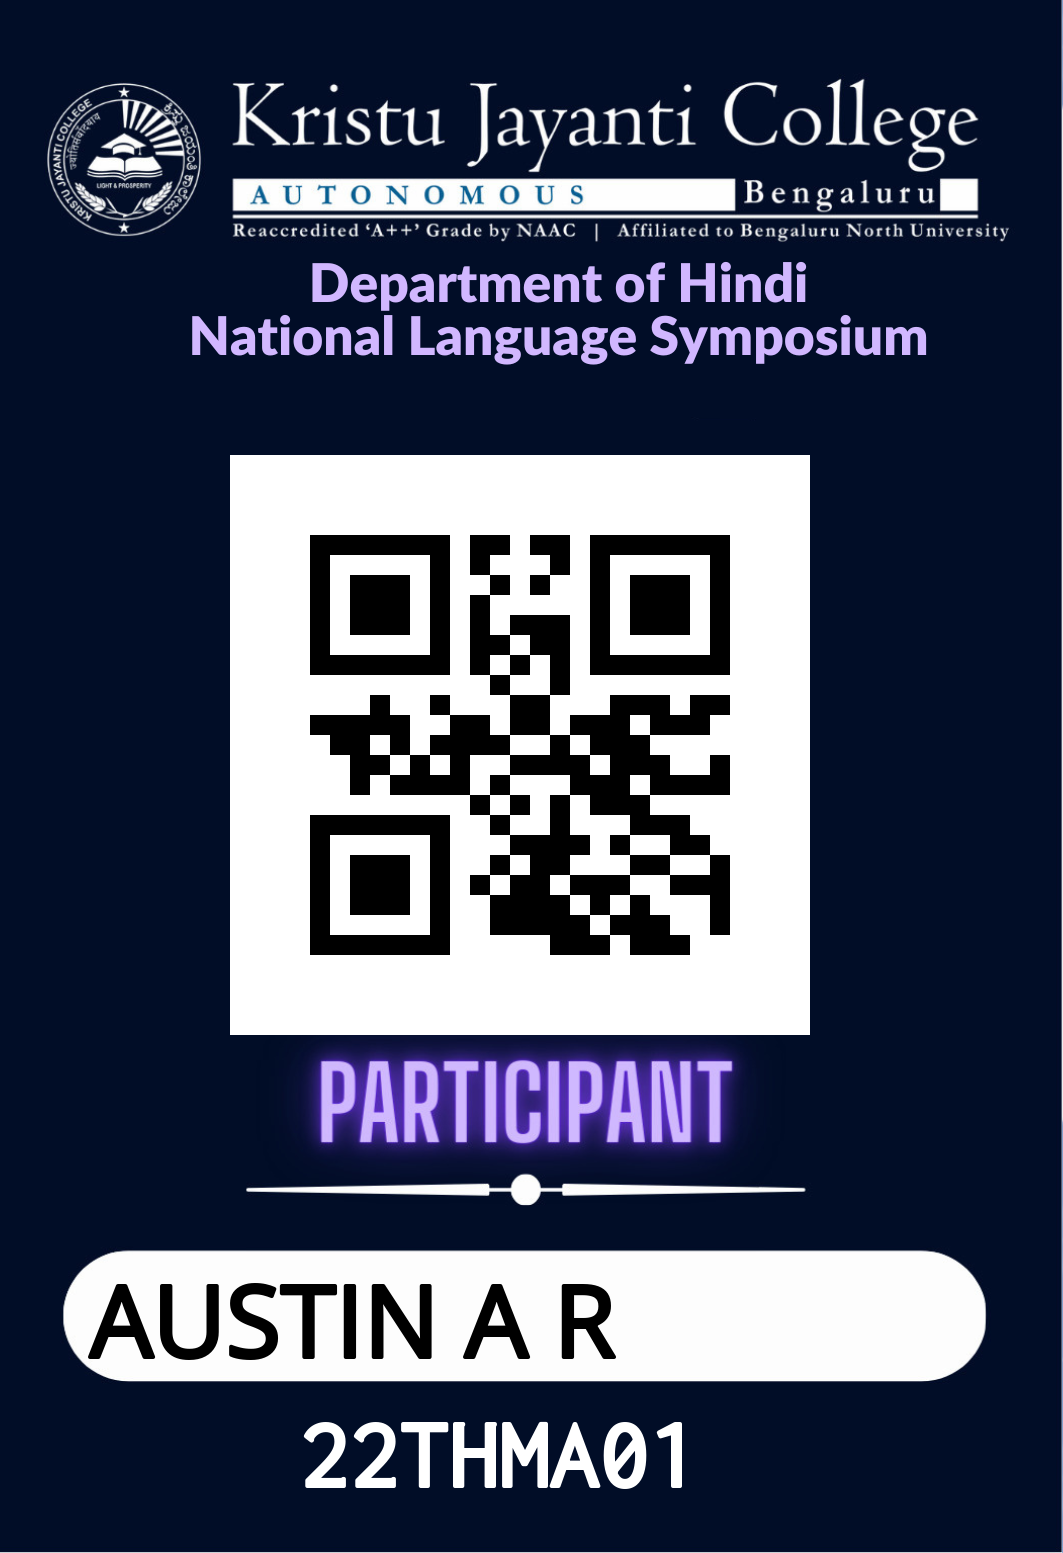 Kristu Jayanti College
AUTONOMOUS Bengaluru
Reaccredited ‘A++’ Grade by NAAC | Affiliated to Bengaluru North University
KRISTU JAYANTI COLLEGE
LIGHT & PROSPERITY
Department of Hindi
National Language Symposium
PARTICIPANT
AUSTIN A R
22THMA01